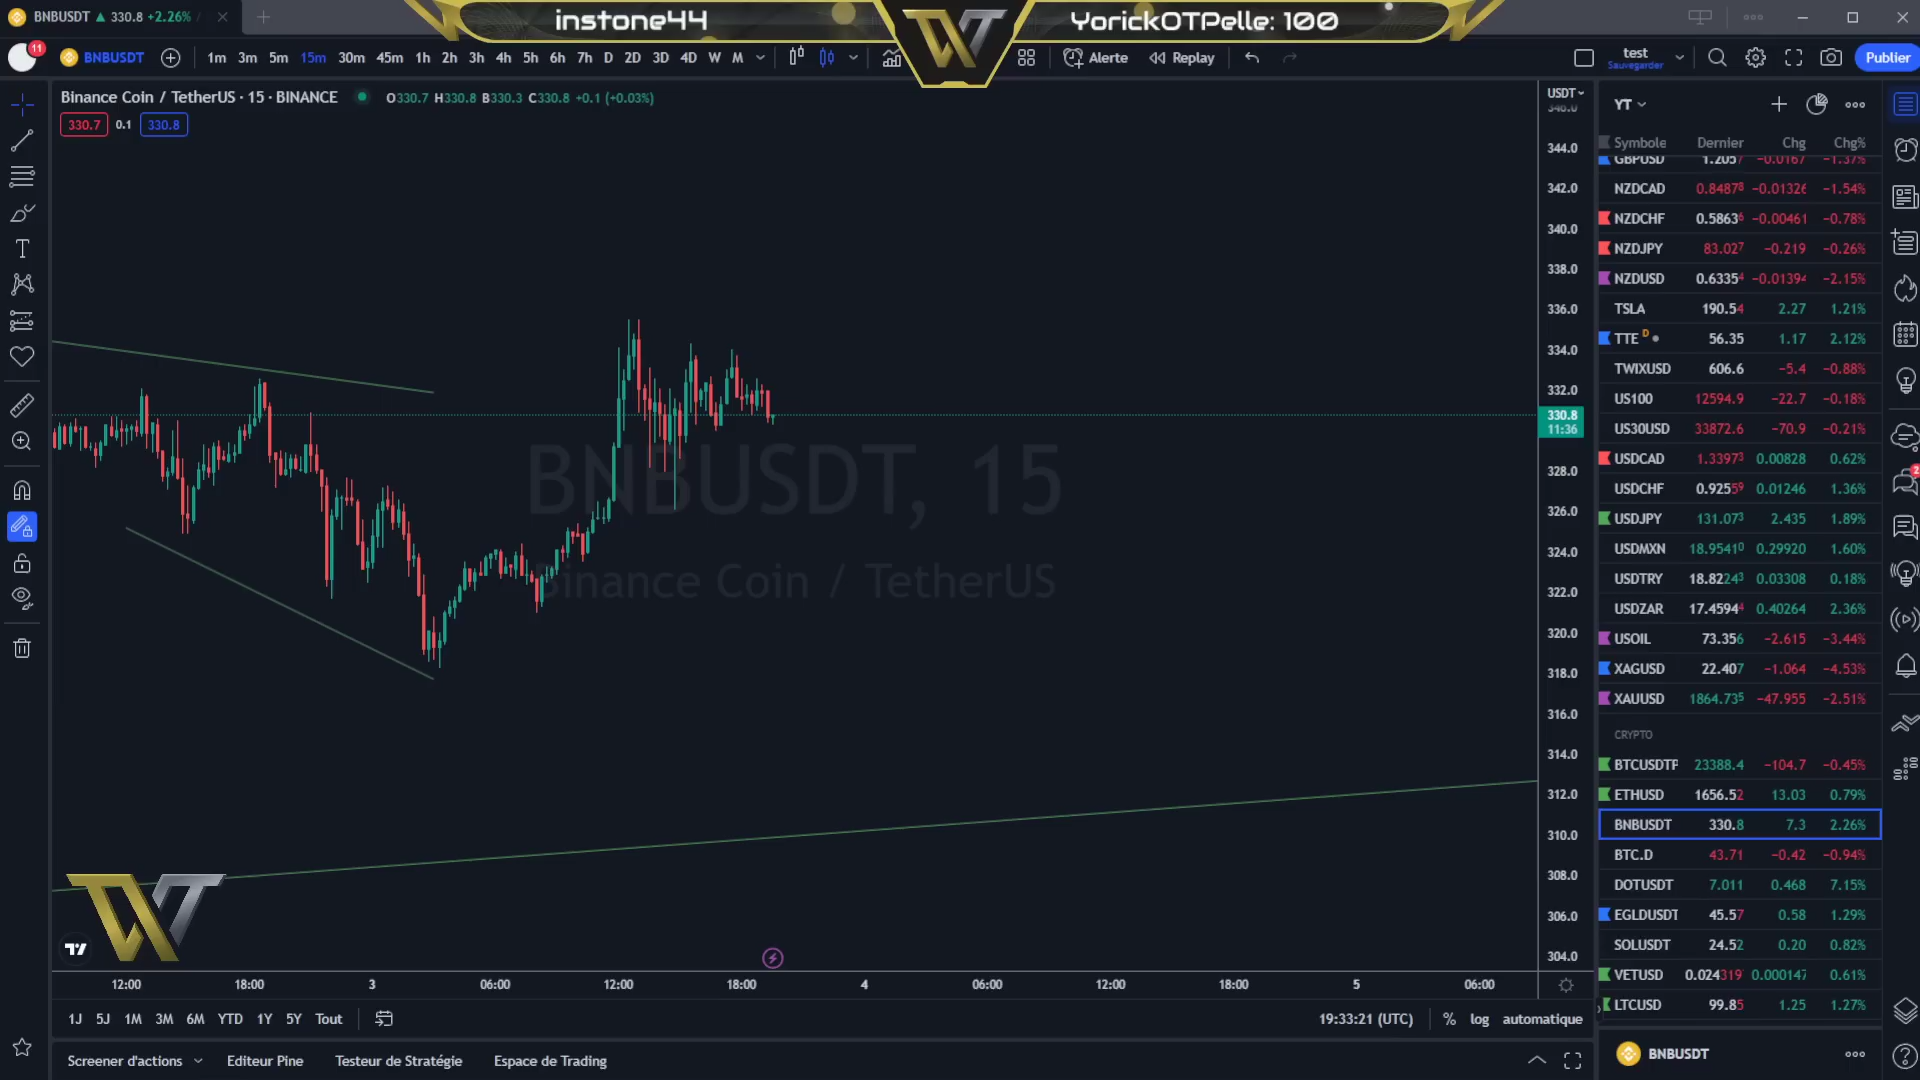 BNBUSDT ▲ 330.8 +2.26% /
instone44
YorickOTPelle: 100
11
BNBUSDT
1m 3m 5m 15m 30m 45m 1h 2h 3h 4h 5h 6h 7h D 2D 3D 4D W M
Alerte
Replay
test
Sauvegarder
Publier
Binance Coin / TetherUS · 15 · BINANCE
O330.7 H330.8 B330.3 C330.8 +0.1 (+0.03%)
330.7 0.1 330.8
BNBUSDT, 15
Binance Coin / TetherUS
USDT
346.0
344.0
342.0
340.0
338.0
336.0
334.0
332.0
330.8
11:36
328.0
326.0
324.0
322.0
320.0
318.0
316.0
314.0
312.0
310.0
308.0
306.0
304.0
12:00 18:00 3 06:00 12:00 18:00 4 06:00 12:00 18:00 5 06:00
1J 5J 1M 3M 6M YTD 1Y 5Y Tout
19:33:21 (UTC) % log automatique
Screener d'actions Editeur Pine Testeur de Stratégie Espace de Trading
YT
Symbole Dernier Chg Chg%
GBPUSD 1.2057 −0.0167 −1.37%
NZDCAD 0.84878 −0.01326 −1.54%
NZDCHF 0.58636 −0.00461 −0.78%
NZDJPY 83.027 −0.219 −0.26%
NZDUSD 0.63354 −0.01394 −2.15%
TSLA 190.54 2.27 1.21%
TTE D 56.35 1.17 2.12%
TWIXUSD 606.6 −5.4 −0.88%
US100 12594.9 −22.7 −0.18%
US30USD 33872.6 −70.9 −0.21%
USDCAD 1.33973 0.00828 0.62%
USDCHF 0.92559 0.01246 1.36%
USDJPY 131.073 2.435 1.89%
USDMXN 18.95410 0.29920 1.60%
USDTRY 18.82243 0.03308 0.18%
USDZAR 17.45944 0.40264 2.36%
USOIL 73.356 −2.615 −3.44%
XAGUSD 22.407 −1.064 −4.53%
XAUUSD 1864.735 −47.955 −2.51%
CRYPTO
BTCUSDTP 23388.4 −104.7 −0.45%
ETHUSD 1656.52 13.03 0.79%
BNBUSDT 330.8 7.3 2.26%
BTC.D 43.71 −0.42 −0.94%
DOTUSDT 7.011 0.468 7.15%
EGLDUSDT 45.57 0.58 1.29%
SOLUSDT 24.52 0.20 0.82%
VETUSD 0.024319 0.000147 0.61%
LTCUSD 99.85 1.25 1.27%
BNBUSDT
2